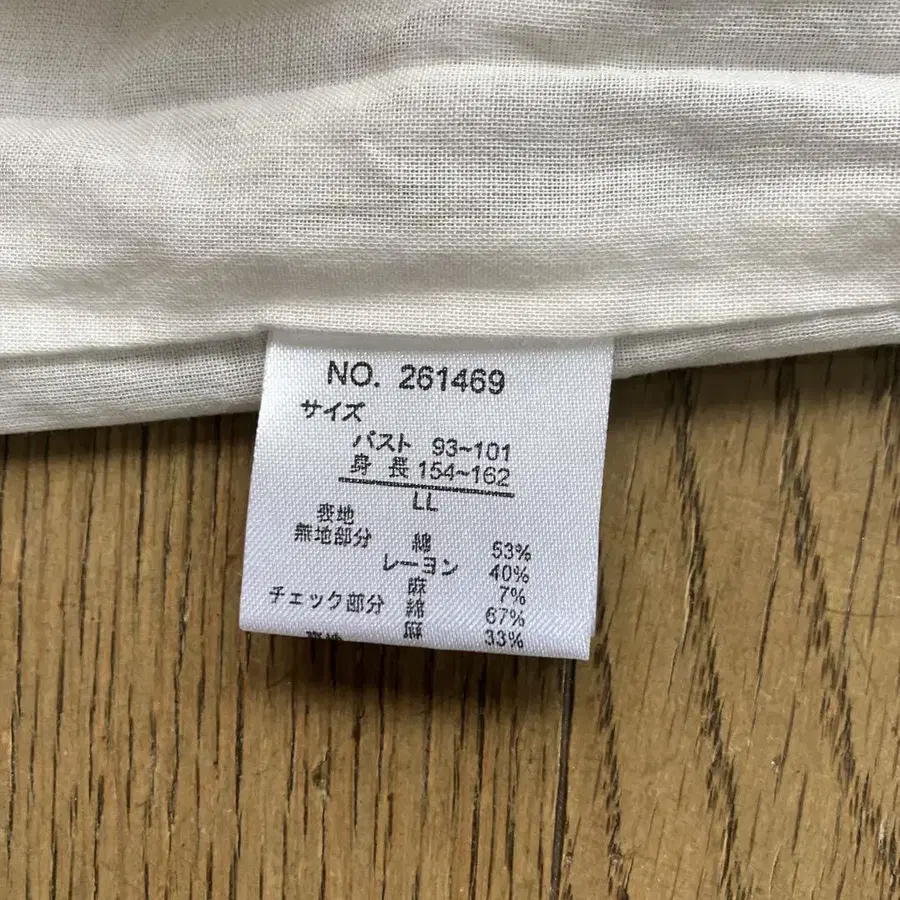 NO. 261469
サイズ
バスト 93~101
身長 154~162
LL
表地
無地部分 綿 53%
レーヨン 40%
麻 7%
チェック部分 綿 67%
麻 33%